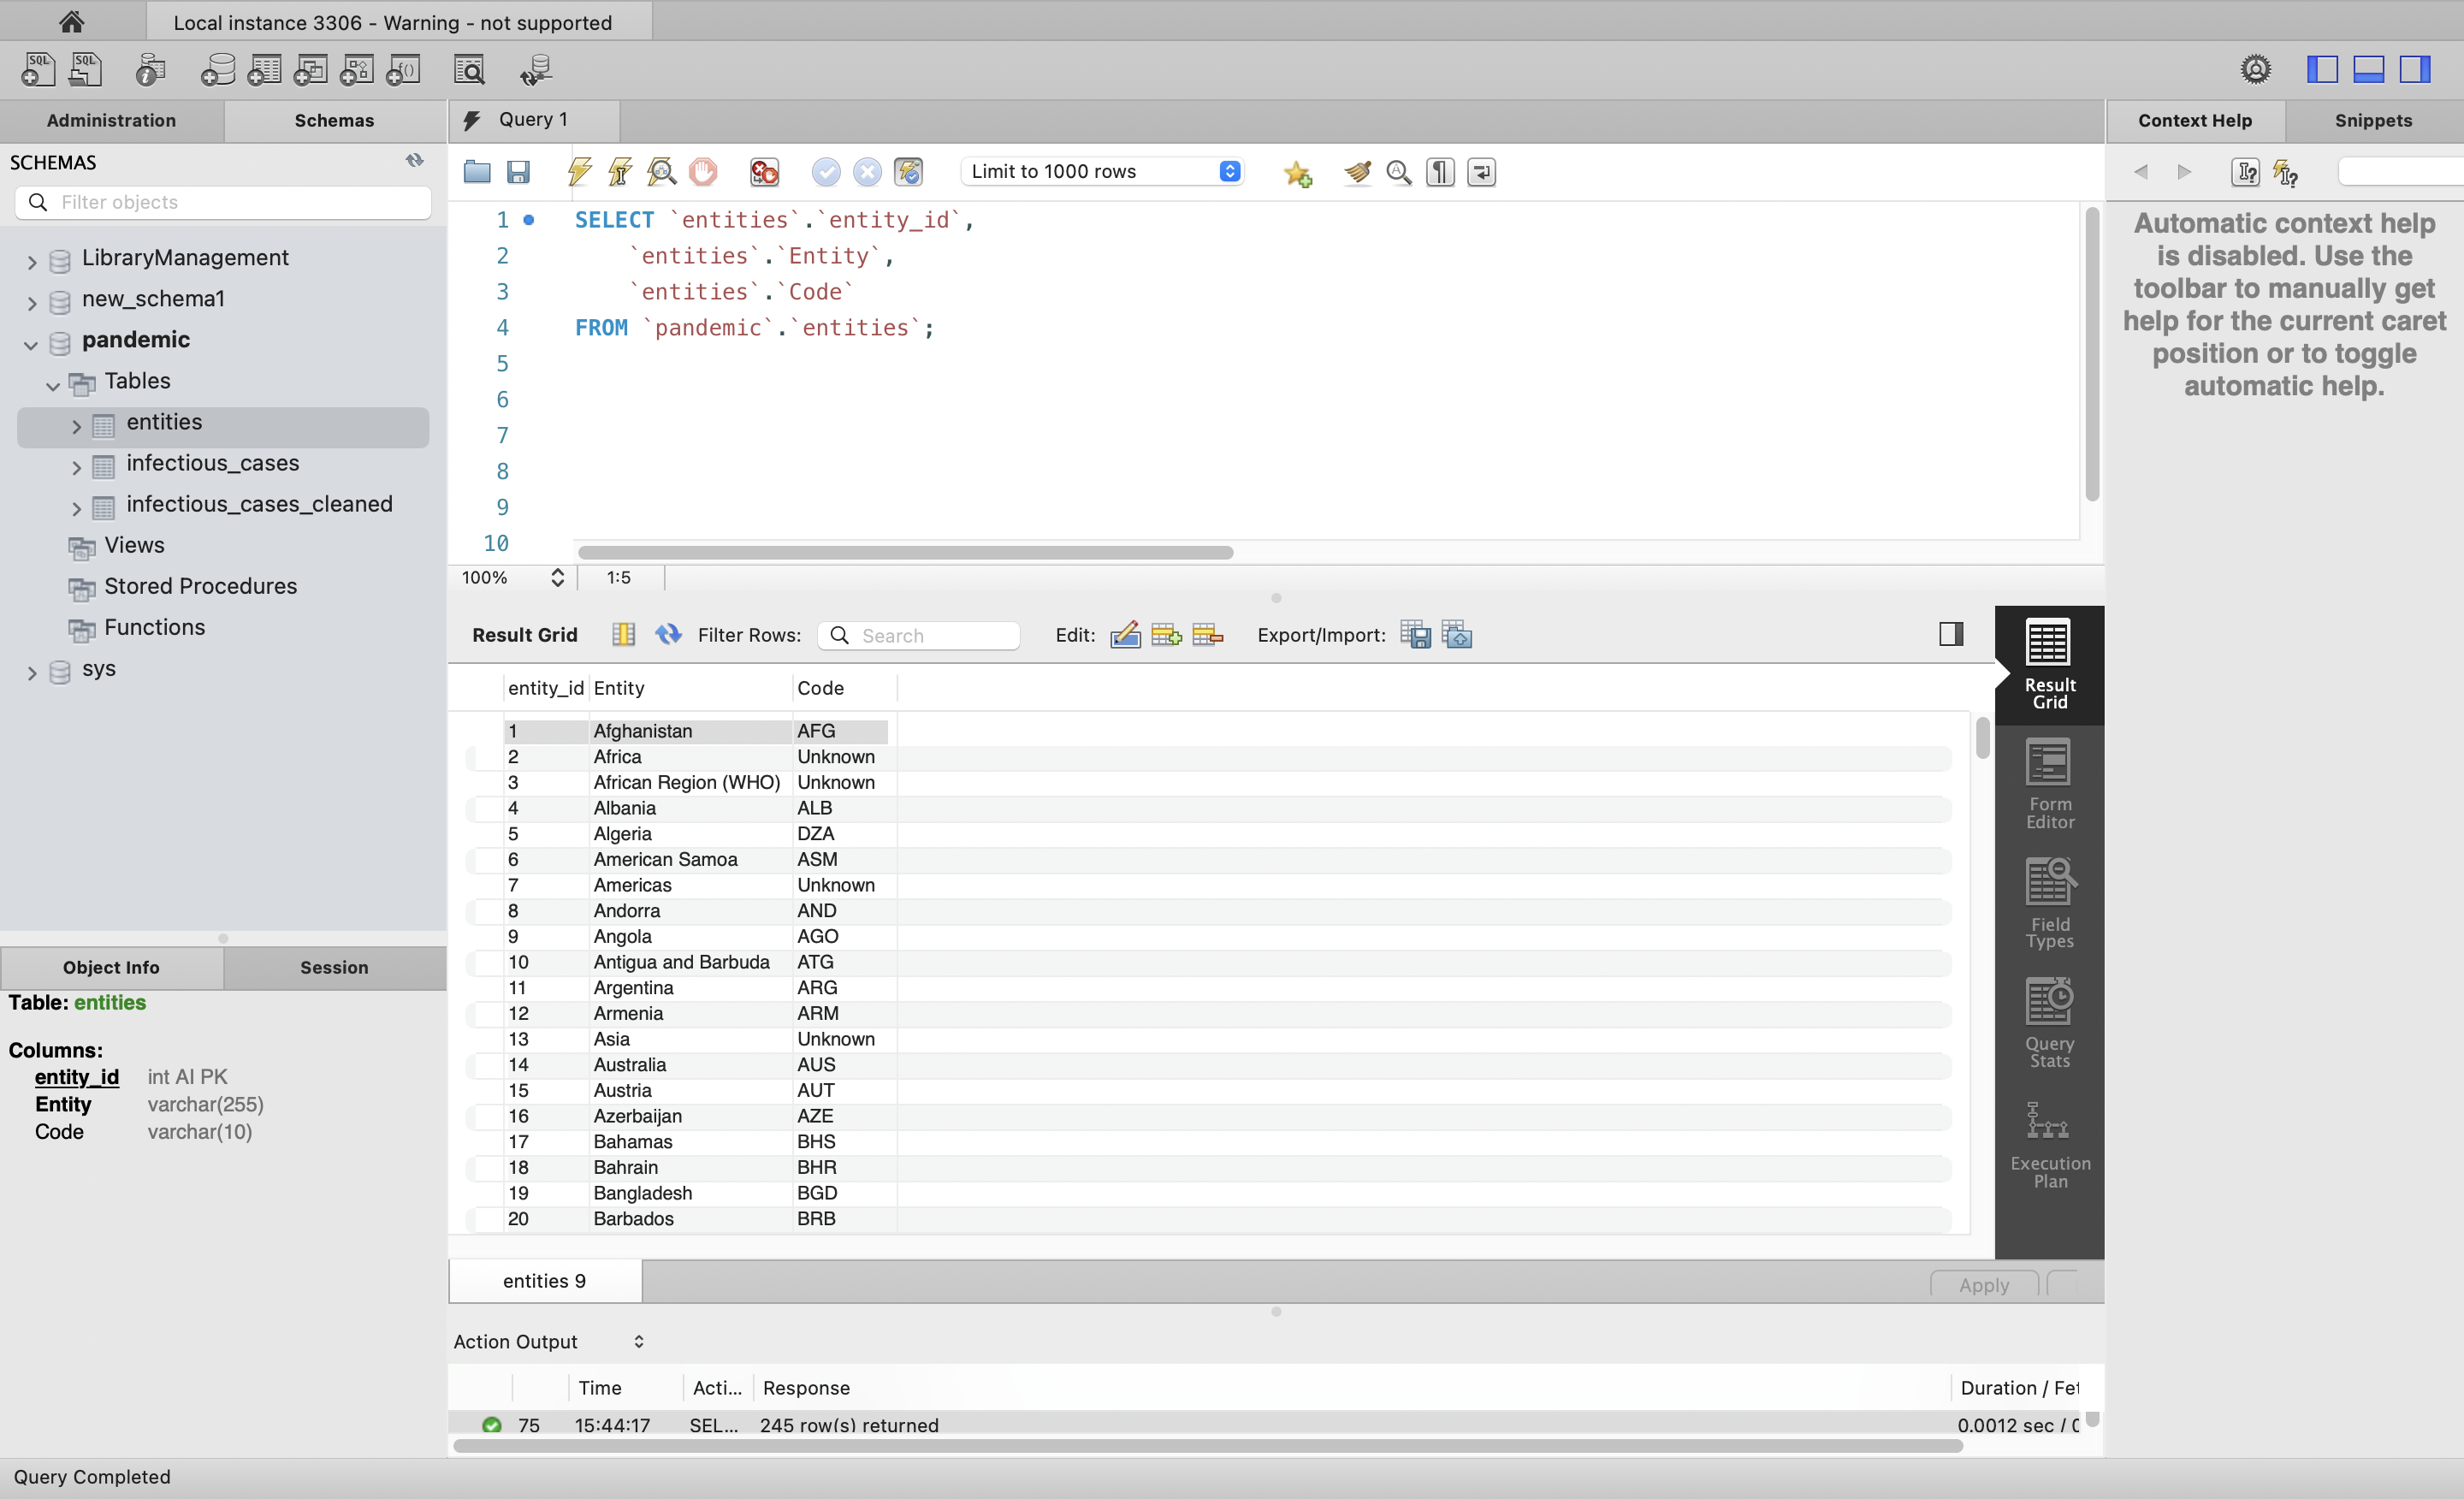 Local instance 3306 - Warning - not supported
SQL SQL
Administration Schemas
Query 1
Context Help Snippets
SCHEMAS
Filter objects
LibraryManagement
new_schema1
pandemic
Tables
entities
infectious_cases
infectious_cases_cleaned
Views
Stored Procedures
Functions
sys
Object Info Session
Table: entities
Columns:
entity_id int AI PK
Entity varchar(255)
Code varchar(10)
Limit to 1000 rows
1 SELECT `entities`.`entity_id`,
2 `entities`.`Entity`,
3 `entities`.`Code`
4 FROM `pandemic`.`entities`;
5
6
7
8
9
10
100% 1:5
Result Grid Filter Rows: Search Edit: Export/Import:
entity_id Entity Code
1 Afghanistan AFG
2 Africa Unknown
3 African Region (WHO) Unknown
4 Albania ALB
5 Algeria DZA
6 American Samoa ASM
7 Americas Unknown
8 Andorra AND
9 Angola AGO
10 Antigua and Barbuda ATG
11 Argentina ARG
12 Armenia ARM
13 Asia Unknown
14 Australia AUS
15 Austria AUT
16 Azerbaijan AZE
17 Bahamas BHS
18 Bahrain BHR
19 Bangladesh BGD
20 Barbados BRB
Result
Grid
Form
Editor
Field
Types
Query
Stats
Execution
Plan
entities 9
Apply
Action Output
Time Acti... Response Duration / Fet
75 15:44:17 SEL... 245 row(s) returned 0.0012 sec / 0
Automatic context help
is disabled. Use the
toolbar to manually get
help for the current caret
position or to toggle
automatic help.
Query Completed